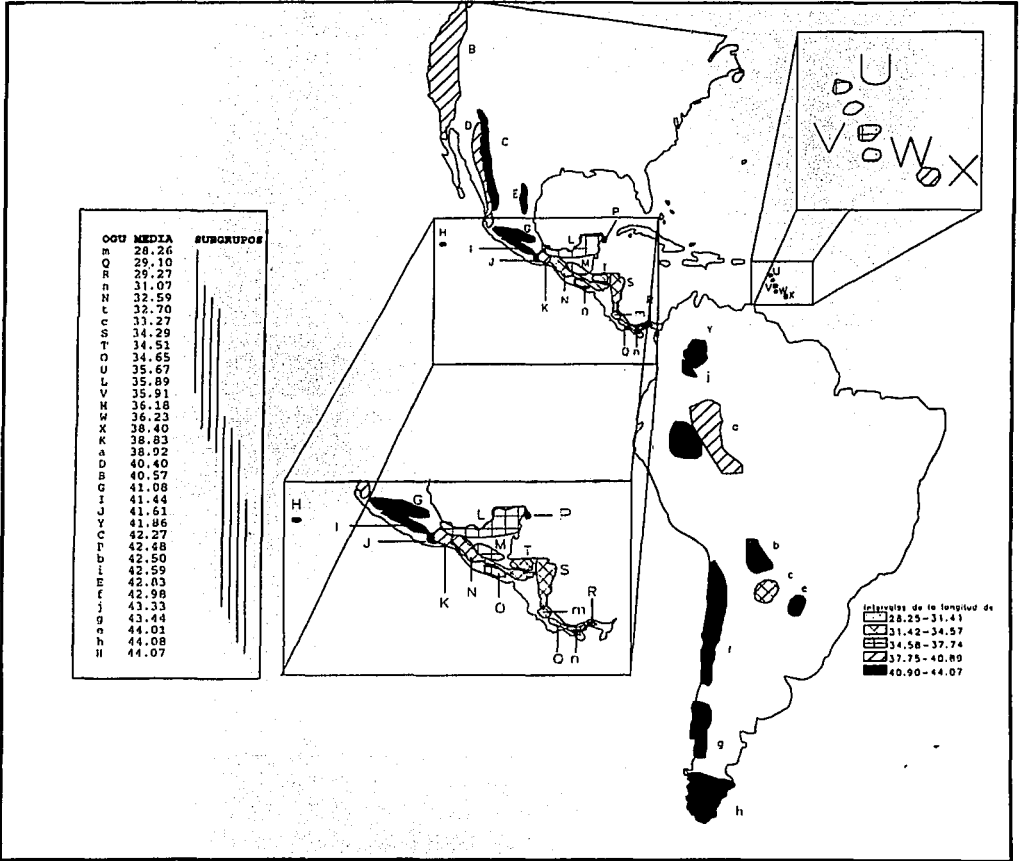 OGU MEDIA SUBGRUPOS
m 28.26
Q 29.10
R 29.27
n 31.07
N 32.59
t 32.70
c 33.27
S 34.29
T 34.51
O 34.65
U 35.67
L 35.89
V 35.91
M 36.18
W 36.23
X 38.40
K 38.83
a 38.92
D 40.40
B 40.57
G 41.08
I 41.44
J 41.61
Y 41.86
C 42.27
P 42.48
b 42.50
i 42.59
E 42.83
f 42.98
j 43.33
g 43.44
e 44.01
h 44.08
H 44.07
B
D
C
E
H
G
P
L
I
J
M
T
S
K
N
O
R
m
Q n
U
V W X
U
V W
X
Y
j
a
b
c
e
i
g
h
H
G
L
P
I
J
M
T
S
K
N
O
m
R
Q n
Intervalos de la longitud de
28.25-31.41
31.42-34.57
34.58-37.74
37.75-40.89
40.90-44.07